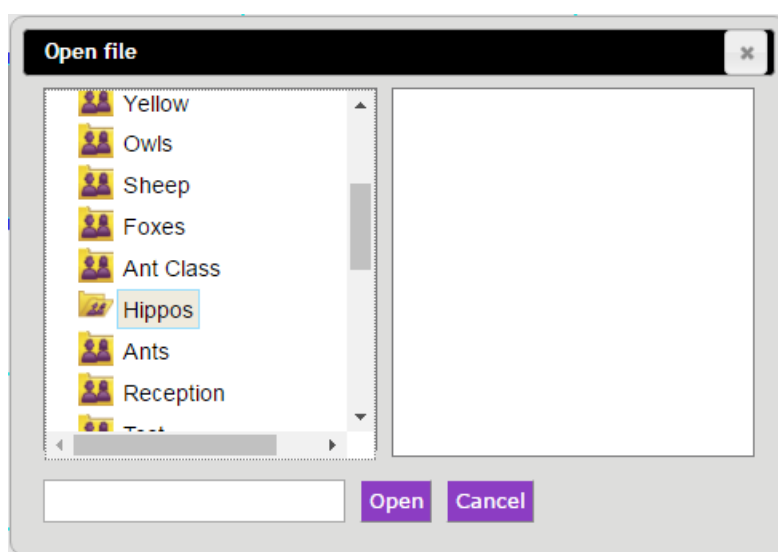 Open file
Yellow
Owls
Sheep
Foxes
Ant Class
Hippos
Ants
Reception
Open Cancel